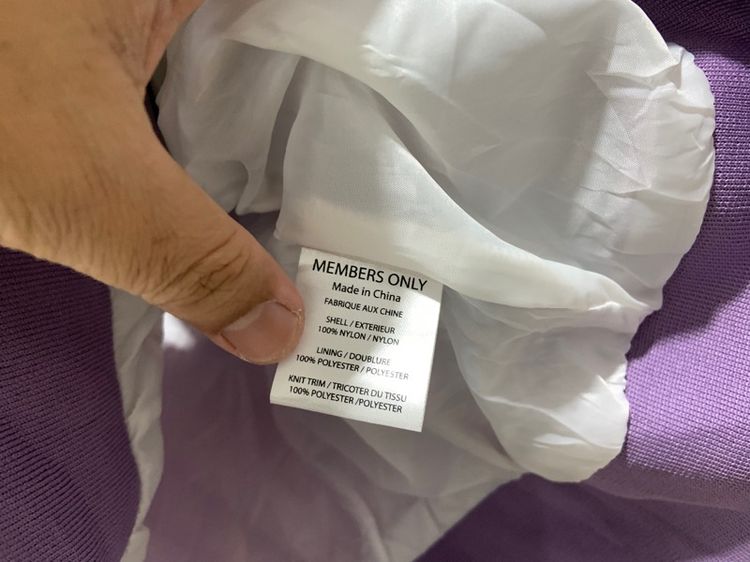 MEMBERS ONLY
Made in China
FABRIQUE AUX CHINE
SHELL / EXTERIEUR
100% NYLON / NYLON
LINING / DOUBLURE
100% POLYESTER / POLYESTER
KNIT TRIM / TRICOTER DU TISSU
100% POLYESTER /POLYESTER